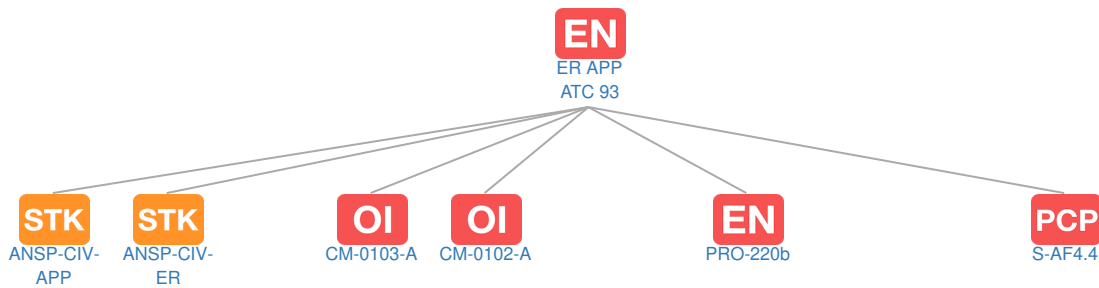 EN
ER APP
ATC 93
STK
ANSP-CIV-
APP
STK
ANSP-CIV-
ER
OI
CM-0103-A
OI
CM-0102-A
EN
PRO-220b
PCP
S-AF4.4